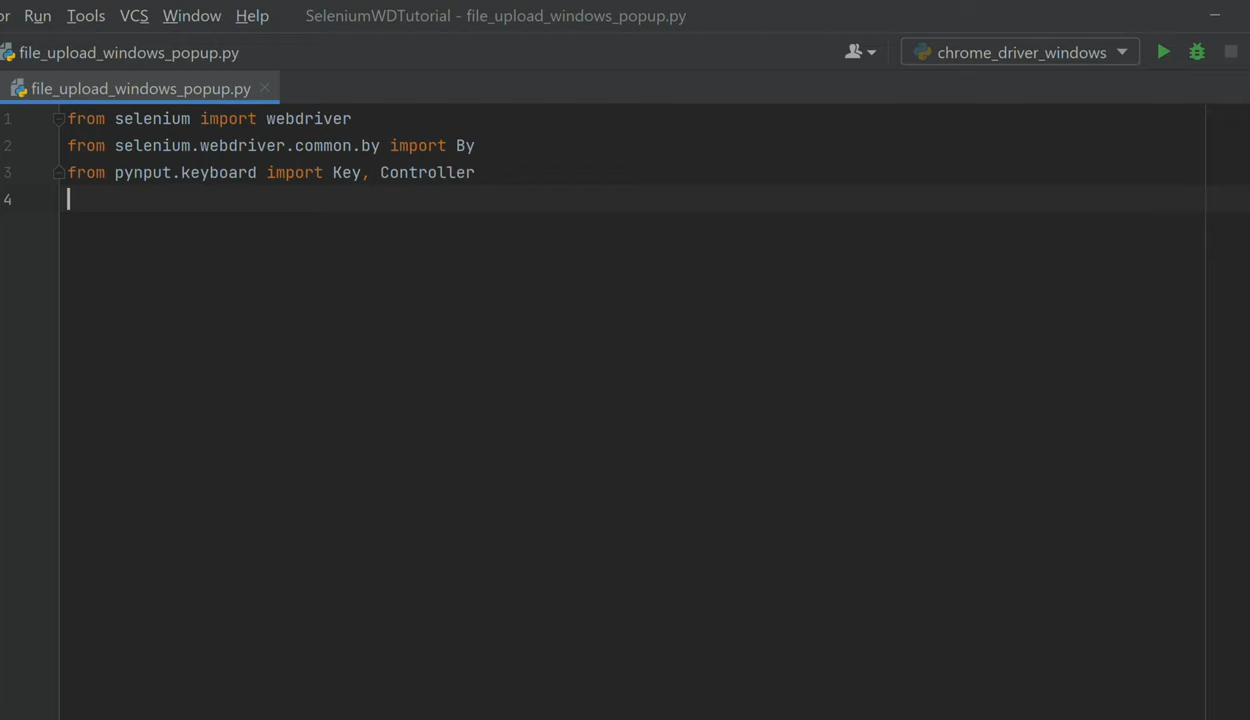 Run Tools VCS Window Help SeleniumWDTutorial - file_upload_windows_popup.py
file_upload_windows_popup.py chrome_driver_windows
file_upload_windows_popup.py
1 from selenium import webdriver
2 from selenium.webdriver.common.by import By
3 from pynput.keyboard import Key, Controller
4